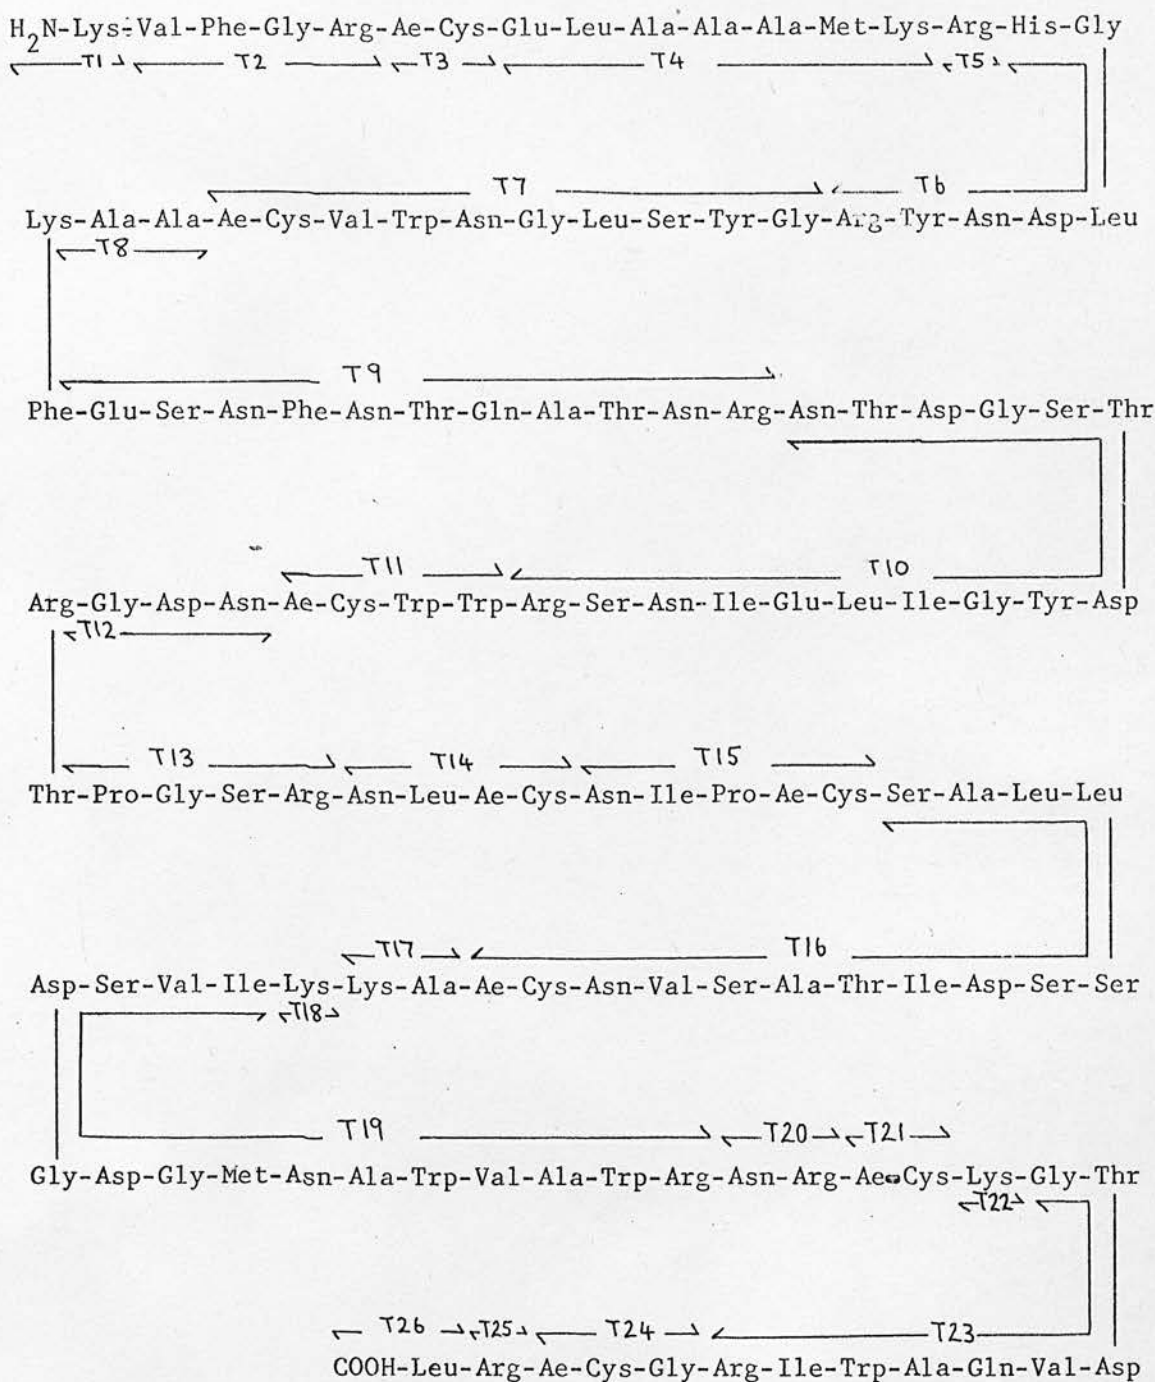 H2N-Lys-Val-Phe-Gly-Arg-Ae-Cys-Glu-Leu-Ala-Ala-Ala-Met-Lys-Arg-His-Gly
T1 T2 T3 T4 T5
T7 T6
Lys-Ala-Ala-Ae-Cys-Val-Trp-Asn-Gly-Leu-Ser-Tyr-Gly-Arg-Tyr-Asn-Asp-Leu
T8
T9
Phe-Glu-Ser-Asn-Phe-Asn-Thr-Gln-Ala-Thr-Asn-Arg-Asn-Thr-Asp-Gly-Ser-Thr
T11 T10
Arg-Gly-Asp-Asn-Ae-Cys-Trp-Trp-Arg-Ser-Asn-Ile-Glu-Leu-Ile-Gly-Tyr-Asp
T12
T13 T14 T15
Thr-Pro-Gly-Ser-Arg-Asn-Leu-Ae-Cys-Asn-Ile-Pro-Ae-Cys-Ser-Ala-Leu-Leu
T17 T16
Asp-Ser-Val-Ile-Lys-Lys-Ala-Ae-Cys-Asn-Val-Ser-Ala-Thr-Ile-Asp-Ser-Ser
T18
T19 T20 T21
Gly-Asp-Gly-Met-Asn-Ala-Trp-Val-Ala-Trp-Arg-Asn-Arg-Ae-Cys-Lys-Gly-Thr
T22
T26 T25 T24 T23
COOH-Leu-Arg-Ae-Cys-Gly-Arg-Ile-Trp-Ala-Gln-Val-Asp